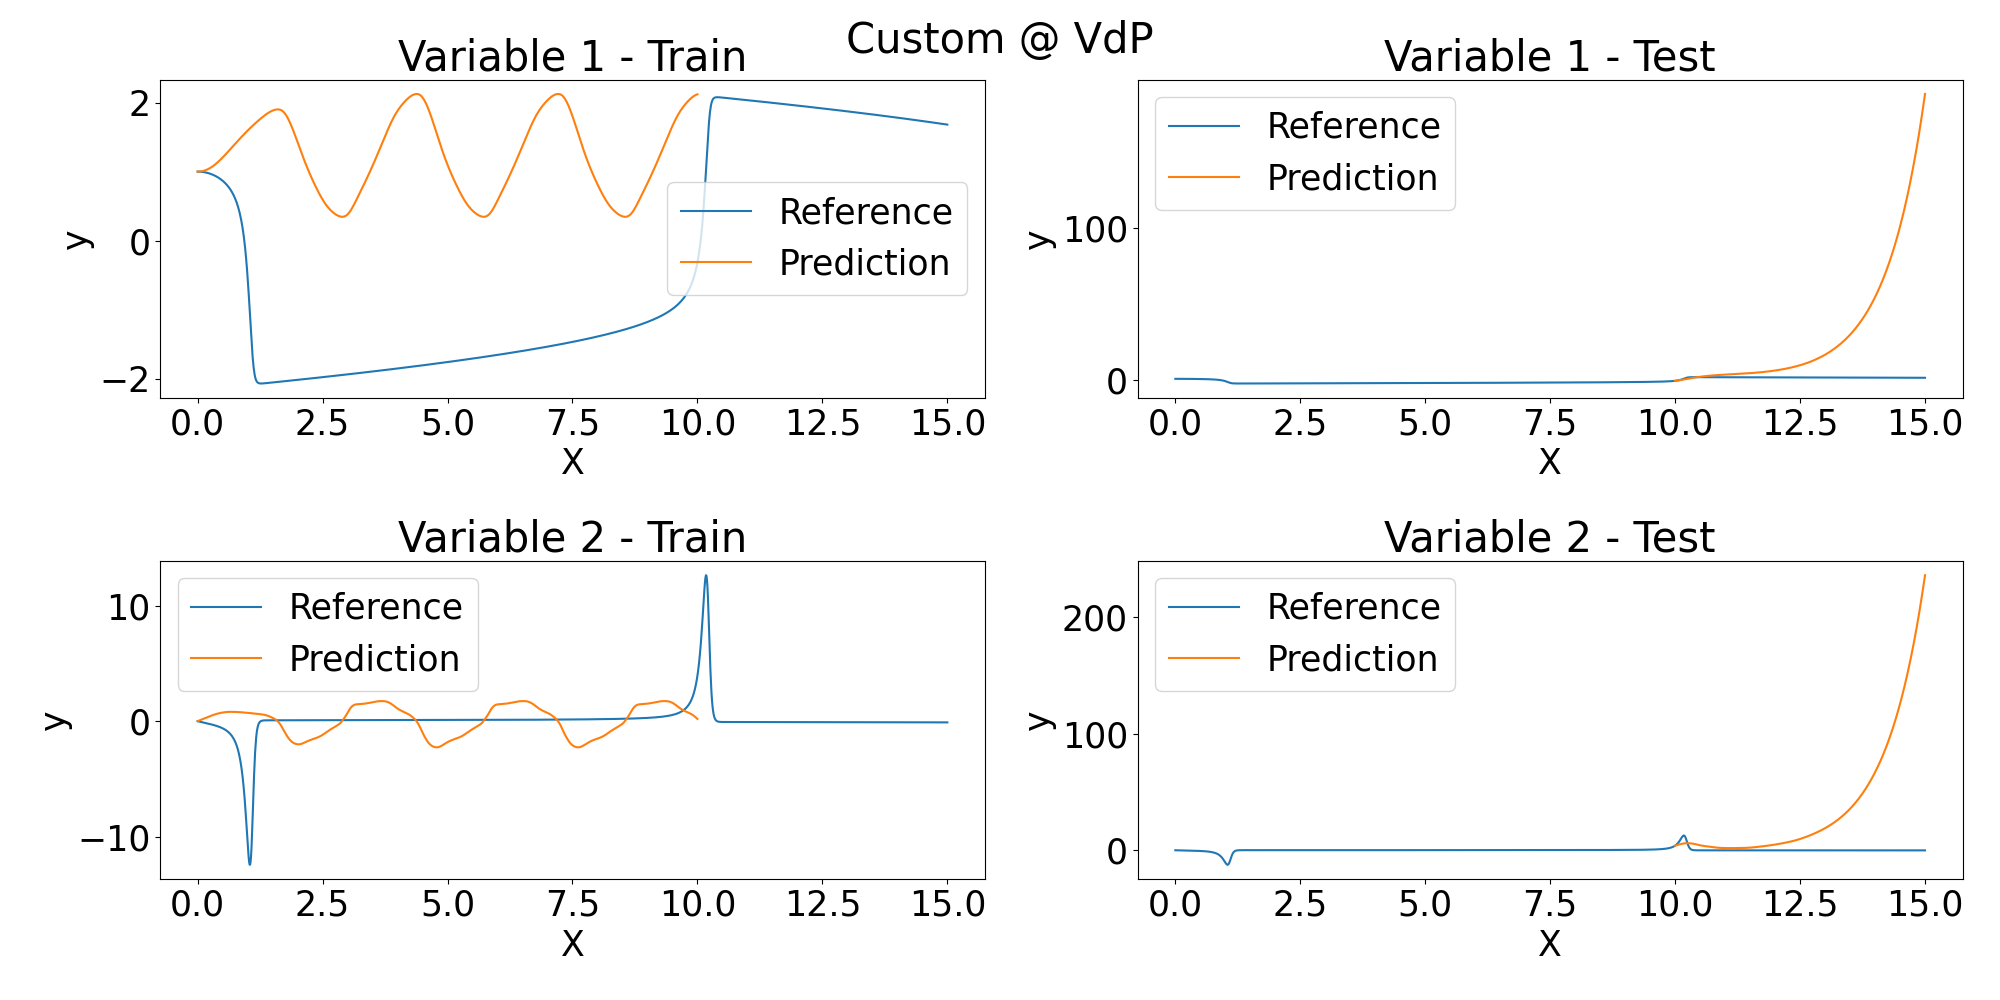 Custom @ VdP
Variable 1 - Train
2
0
−2
y
Reference
Prediction
0.0 2.5 5.0 7.5 10.0 12.5 15.0
X
Variable 1 - Test
100
0
y
Reference
Prediction
0.0 2.5 5.0 7.5 10.0 12.5 15.0
X
Variable 2 - Train
10
0
−10
y
Reference
Prediction
0.0 2.5 5.0 7.5 10.0 12.5 15.0
X
Variable 2 - Test
200
100
0
y
Reference
Prediction
0.0 2.5 5.0 7.5 10.0 12.5 15.0
X